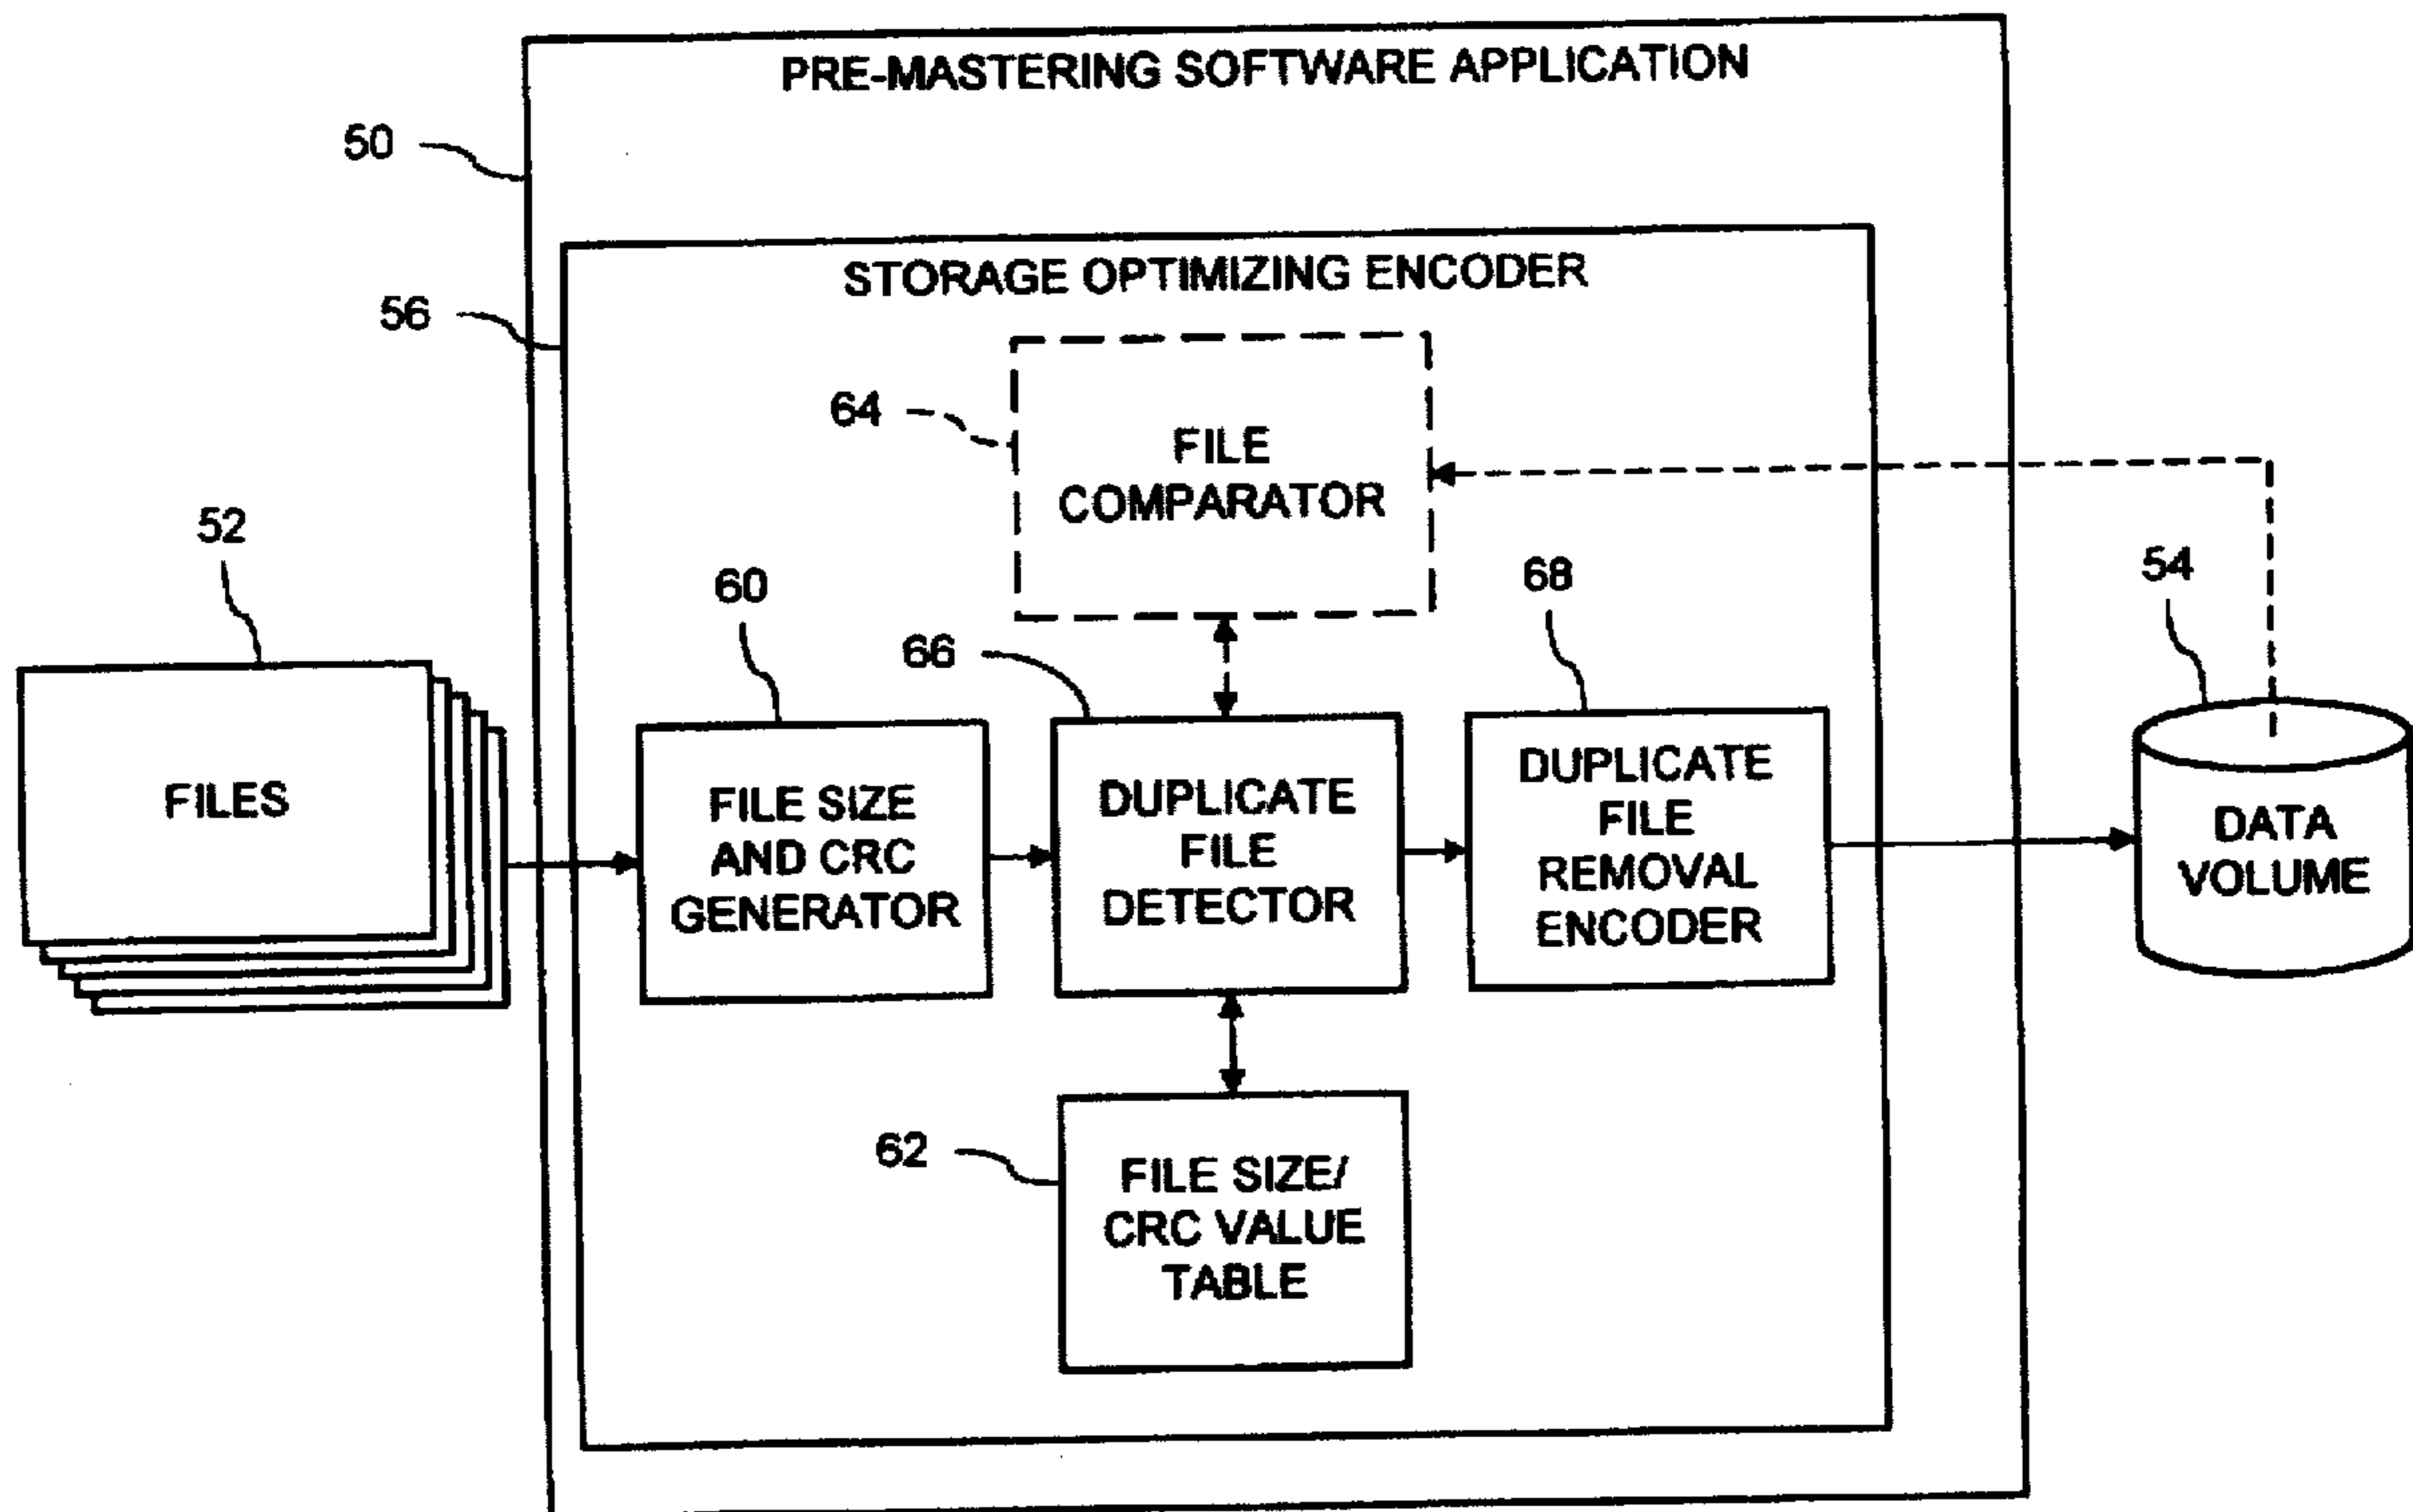 PRE-MASTERING SOFTWARE APPLICATION
50
STORAGE OPTIMIZING ENCODER
56
64
FILE
COMPARATOR
52
60
66
68
54
FILES
FILE SIZE
AND CRC
GENERATOR
DUPLICATE
FILE
DETECTOR
DUPLICATE
FILE
REMOVAL
ENCODER
DATA
VOLUME
62
FILE SIZE/
CRC VALUE
TABLE